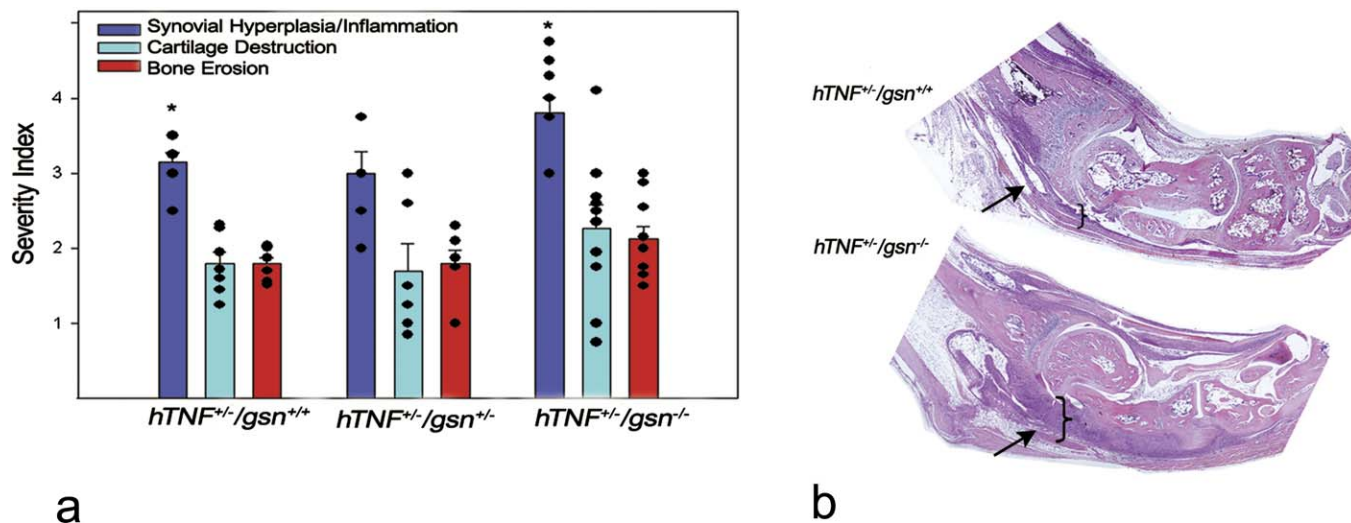 Synovial Hyperplasia/Inflammation
Cartilage Destruction
Bone Erosion
*
*
Severity Index
4
3
2
1
hTNF+/-/gsn+/+
hTNF+/-/gsn+/-
hTNF+/-/gsn-/-
a
hTNF+/-/gsn+/+
}
hTNF+/-/gsn-/-
}
b